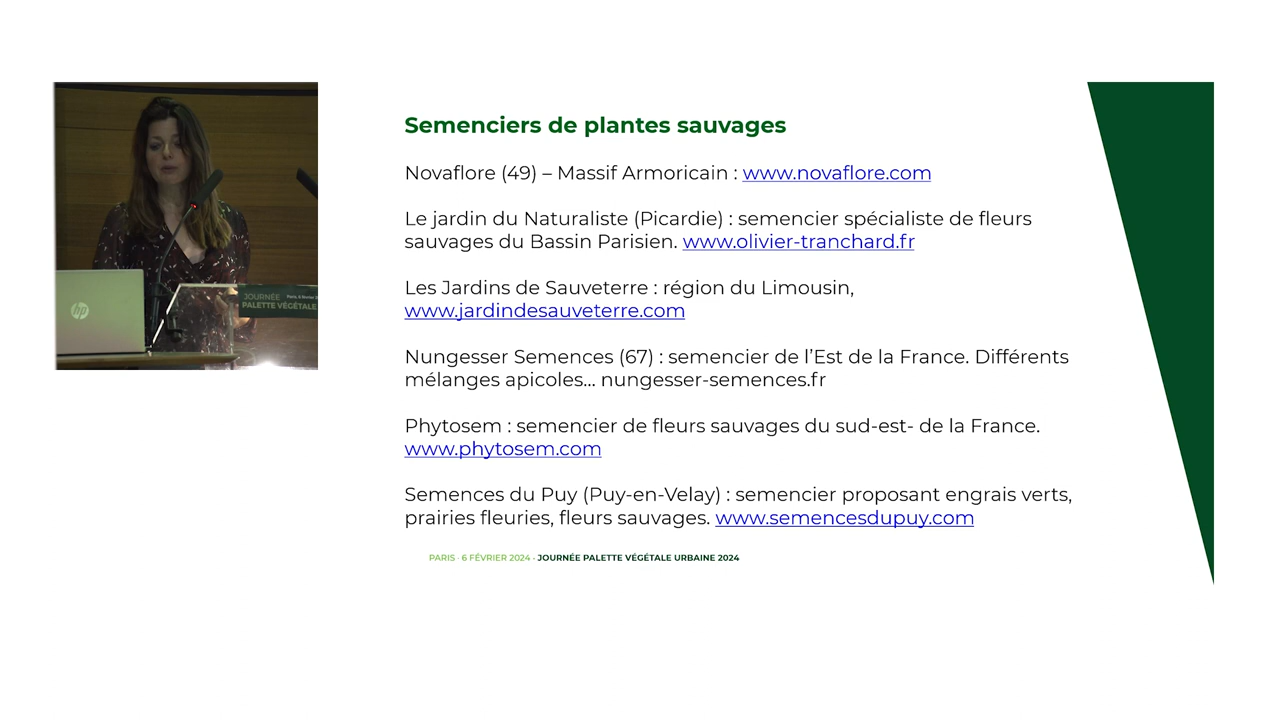 Semenciers de plantes sauvages
Novaflore (49) – Massif Armoricain : www.novaflore.com
Le jardin du Naturaliste (Picardie) : semencier spécialiste de fleurs
sauvages du Bassin Parisien. www.olivier-tranchard.fr
Les Jardins de Sauveterre : région du Limousin,
www.jardindesauveterre.com
Nungesser Semences (67) : semencier de l'Est de la France. Différents
mélanges apicoles... nungesser-semences.fr
Phytosem : semencier de fleurs sauvages du sud-est- de la France.
www.phytosem.com
Semences du Puy (Puy-en-Velay) : semencier proposant engrais verts,
prairies fleuries, fleurs sauvages. www.semencesdupuy.com
PARIS · 6 FÉVRIER 2024 - JOURNÉE PALETTE VÉGÉTALE URBAINE 2024
hp
JOURNÉE
PALETTE VÉGÉTALE